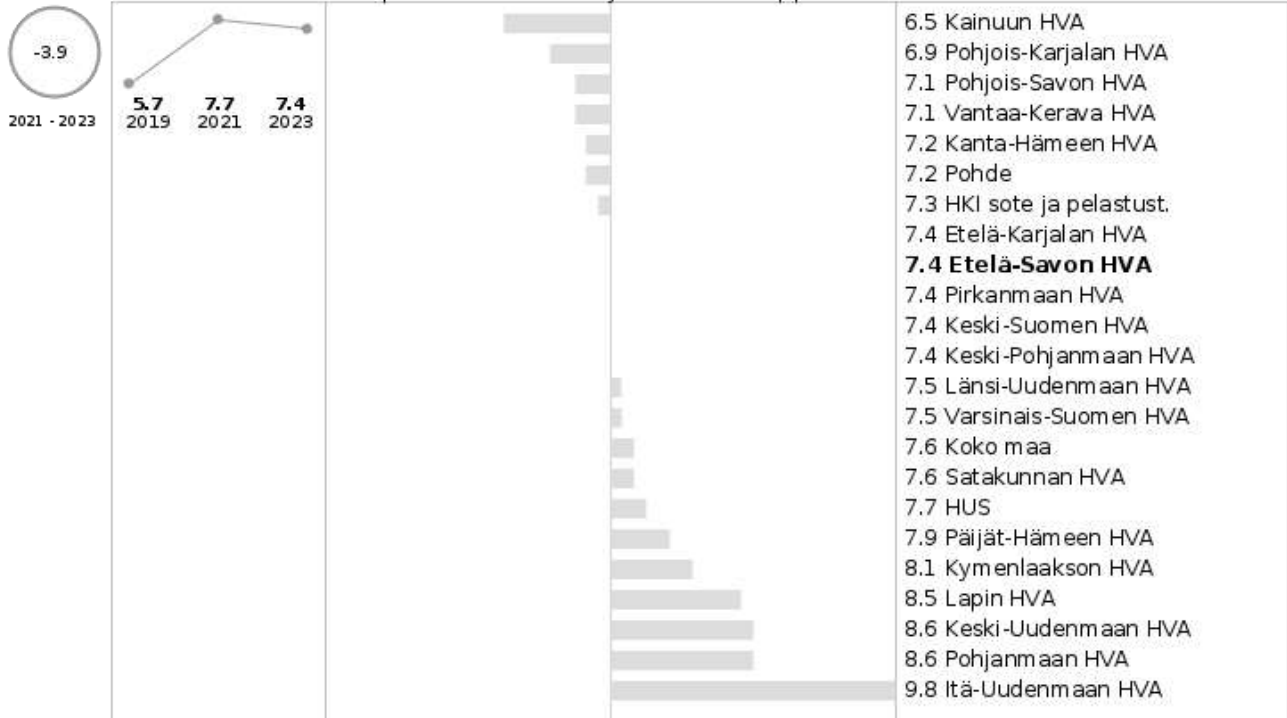 -3.9
2021 - 2023
5.7 7.7 7.4
2019 2021 2023
6.5 Kainuun HVA
6.9 Pohjois-Karjalan HVA
7.1 Pohjois-Savon HVA
7.1 Vantaa-Kerava HVA
7.2 Kanta-Hämeen HVA
7.2 Pohde
7.3 HKI sote ja pelastust.
7.4 Etelä-Karjalan HVA
7.4 Etelä-Savon HVA
7.4 Pirkanmaan HVA
7.4 Keski-Suomen HVA
7.4 Keski-Pohjanmaan HVA
7.5 Länsi-Uudenmaan HVA
7.5 Varsinais-Suomen HVA
7.6 Koko maa
7.6 Satakunnan HVA
7.7 HUS
7.9 Päijät-Hämeen HVA
8.1 Kymenlaakson HVA
8.5 Lapin HVA
8.6 Keski-Uudenmaan HVA
8.6 Pohjanmaan HVA
9.8 Itä-Uudenmaan HVA